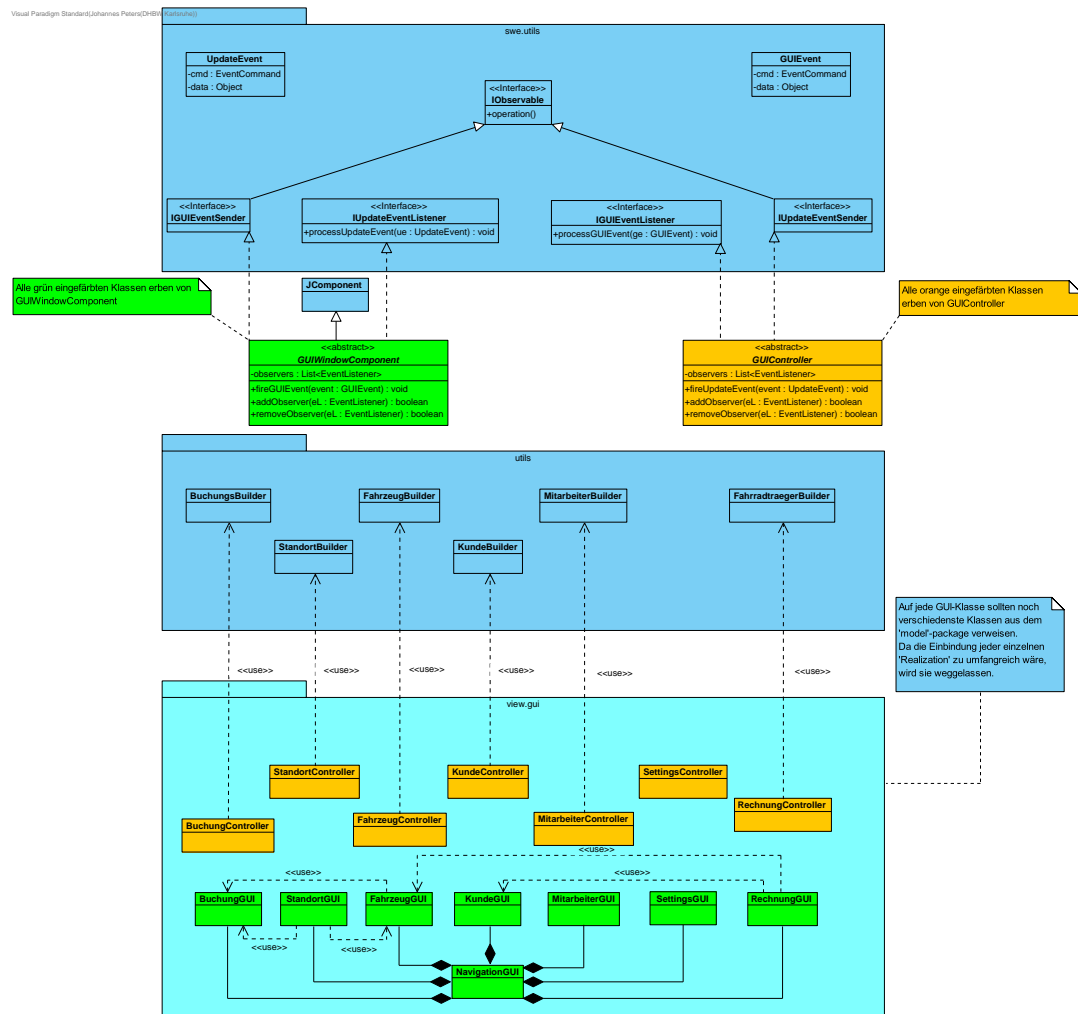 Visual Paradigm Standard(Johannes Peters(DHBW Karlsruhe))
swe.utils
UpdateEvent
-cmd : EventCommand
-data : Object
GUIEvent
-cmd : EventCommand
-data : Object
<<Interface>>
IObservable
+operation()
<<Interface>>
IGUIEventSender
<<Interface>>
IUpdateEventListener
+processUpdateEvent(ue : UpdateEvent) : void
<<Interface>>
IGUIEventListener
+processGUIEvent(ge : GUIEvent) : void
<<Interface>>
IUpdateEventSender
Alle grün eingefärbten Klassen erben von
GUIWindowComponent
JComponent
Alle orange eingefärbten Klassen
erben von GUIController
<<abstract>>
GUIWindowComponent
-observers : List<EventListener>
+fireGUIEvent(event : GUIEvent) : void
+addObserver(eL : EventListener) : boolean
+removeObserver(eL : EventListener) : boolean
<<abstract>>
GUIController
-observers : List<EventListener>
+fireUpdateEvent(event : UpdateEvent) : void
+addObserver(eL : EventListener) : boolean
+removeObserver(eL : EventListener) : boolean
utils
BuchungsBuilder
FahrzeugBuilder
MitarbeiterBuilder
FahrradtraegerBuilder
StandortBuilder
KundeBuilder
Auf jede GUI-Klasse sollten noch
verschiedenste Klassen aus dem
'model'-package verweisen.
Da die Einbindung jeder einzelnen
'Realization' zu umfangreich wäre,
wird sie weggelassen.
<<use>>
<<use>>
<<use>>
<<use>>
<<use>>
<<use>>
view.gui
StandortController
KundeController
SettingsController
RechnungController
BuchungController
FahrzeugController
MitarbeiterController
<<use>>
<<use>>
<<use>>
BuchungGUI
StandortGUI
FahrzeugGUI
KundeGUI
MitarbeiterGUI
SettingsGUI
RechnungGUI
<<use>>
<<use>>
NavigationGUI